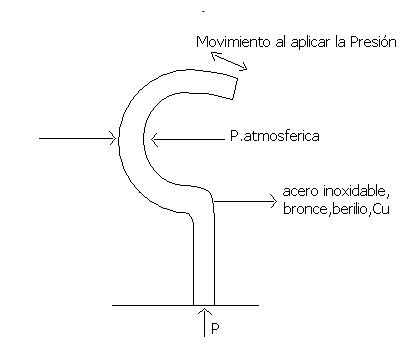 Movimiento al aplicar la Presión
P.atmosferica
acero inoxidable,
bronce,berilio,Cu
P